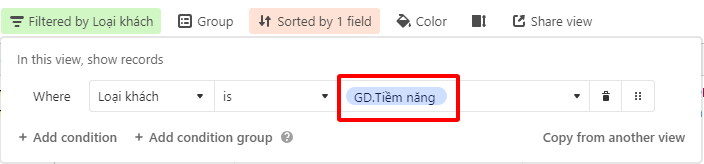 Filtered by Loại khách Group Sorted by 1 field Color Share view
In this view, show records
Where Loại khách is GD.Tiềm năng
+ Add condition + Add condition group Copy from another view